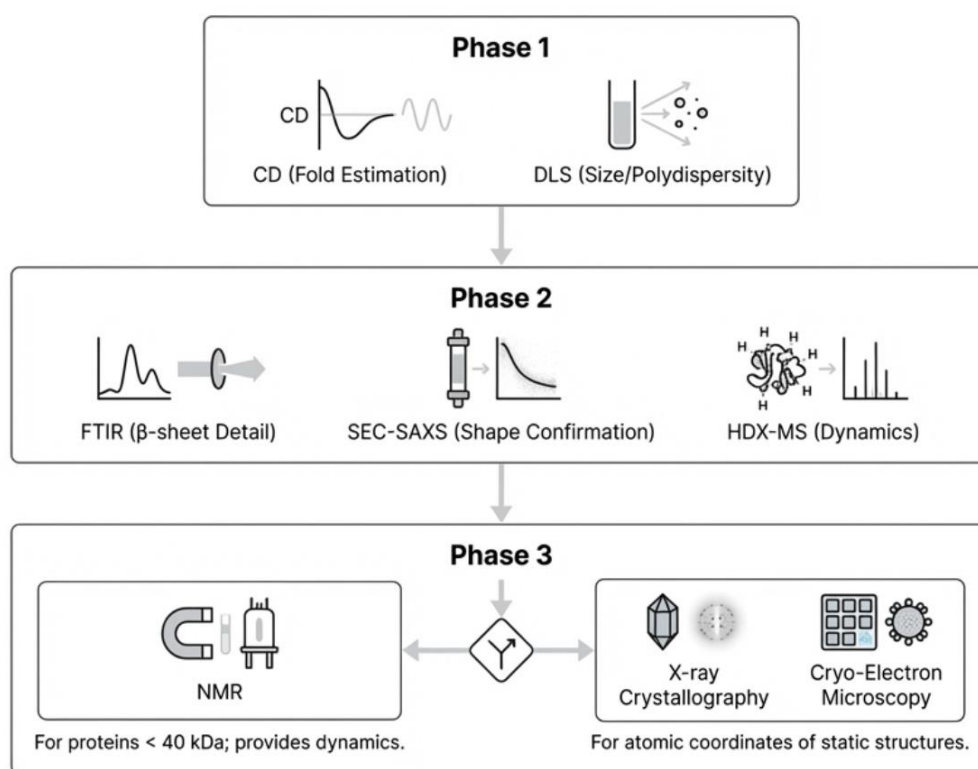 Phase 1
CD
CD (Fold Estimation)
DLS (Size/Polydispersity)
Phase 2
H
H
H
H
H
H
FTIR (β-sheet Detail)
SEC-SAXS (Shape Confirmation)
HDX-MS (Dynamics)
Phase 3
NMR
X-ray
Crystallography
Cryo-Electron
Microscopy
For proteins < 40 kDa; provides dynamics.
For atomic coordinates of static structures.